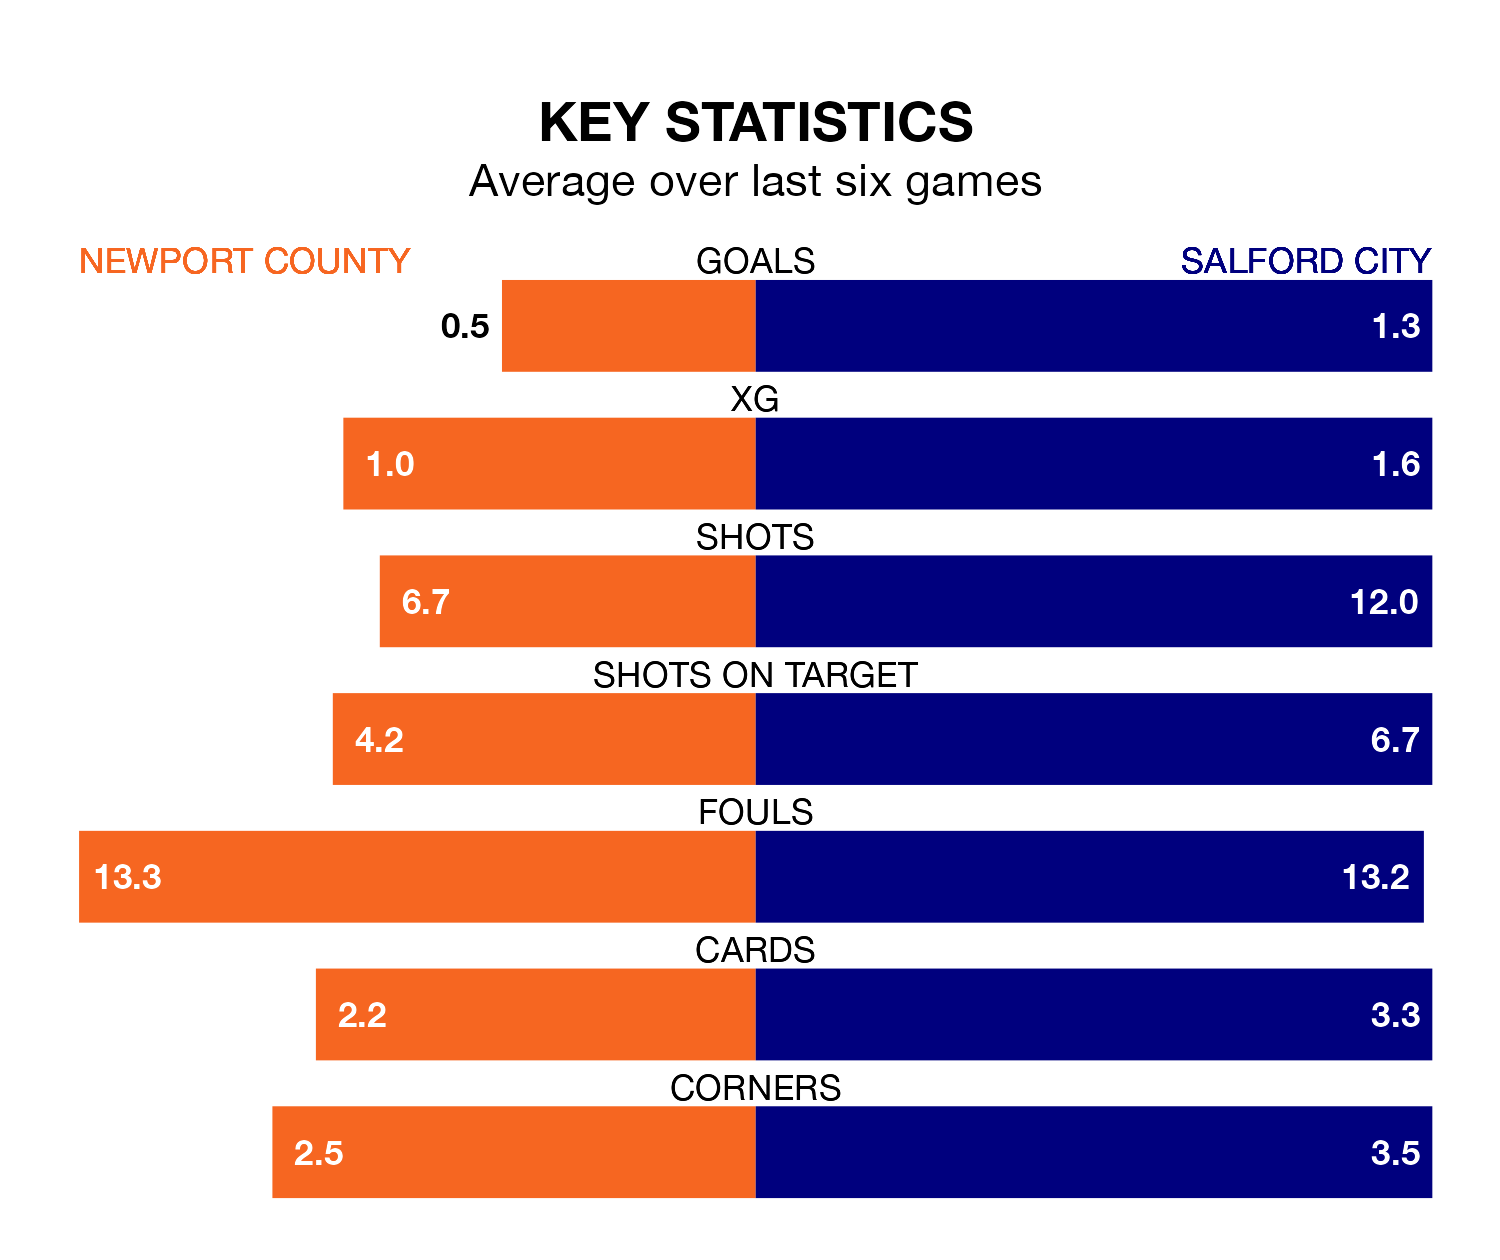 KEY STATISTICS
Average over last six games
NEWPORT COUNTY GOALS SALFORD CITY
0.5 1.3
XG
1.0 1.6
SHOTS
6.7 12.0
SHOTS ON TARGET
4.2 6.7
FOULS
13.3 13.2
CARDS
2.2 3.3
CORNERS
2.5 3.5